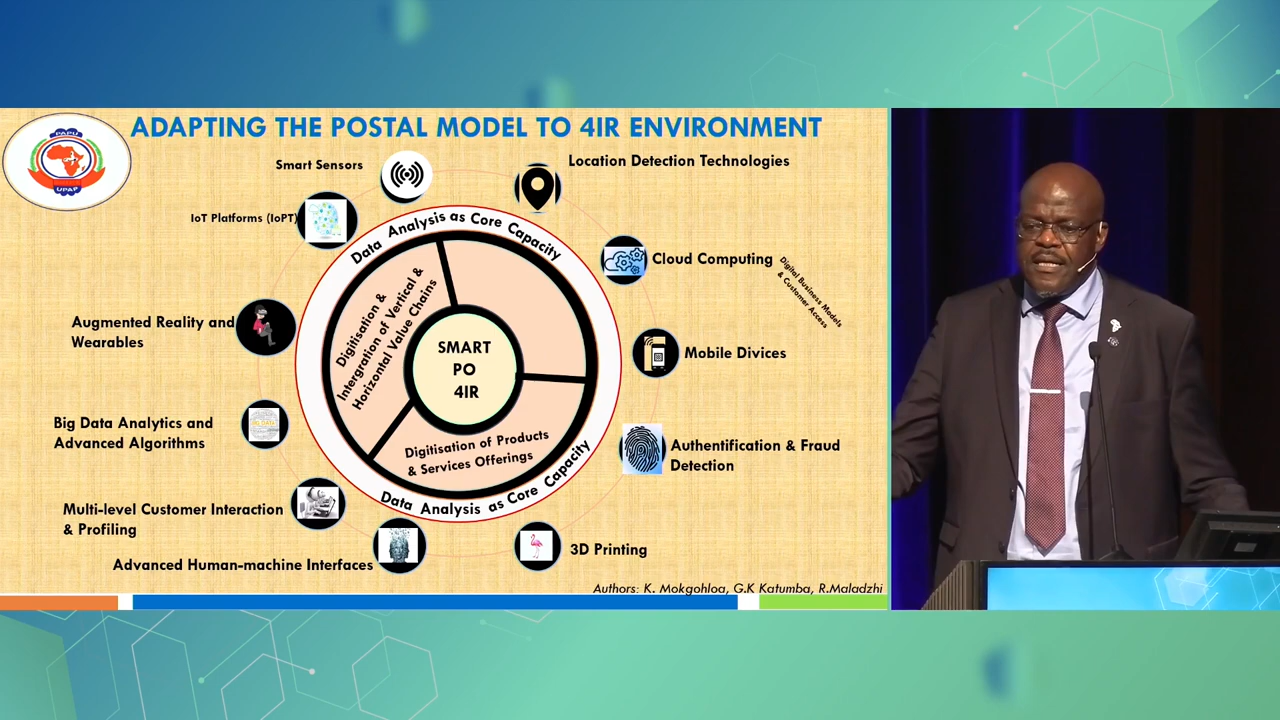 PAPU
UPAP
ADAPTING THE POSTAL MODEL TO 4IR ENVIRONMENT
Smart Sensors
Location Detection Technologies
IoT Platforms (IoPT)
Data Analysis as Core Capacity
Cloud Computing
Digital Business Models
& Customer Access
Digitisation &
Intergration of Vertical &
Horizontal Value Chains
Augmented Reality and
Wearables
SMART
PO
4IR
Mobile Divices
Big Data Analytics and
Advanced Algorithms
BIG DATA
Digitisation of Products
& Services Offerings
Authentification & Fraud
Detection
Data Analysis as Core Capacity
Multi-level Customer Interaction
& Profiling
Advanced Human-machine Interfaces
3D Printing
Authors: K. Mokgohloa, G.K Katumba, R.Maladzhi